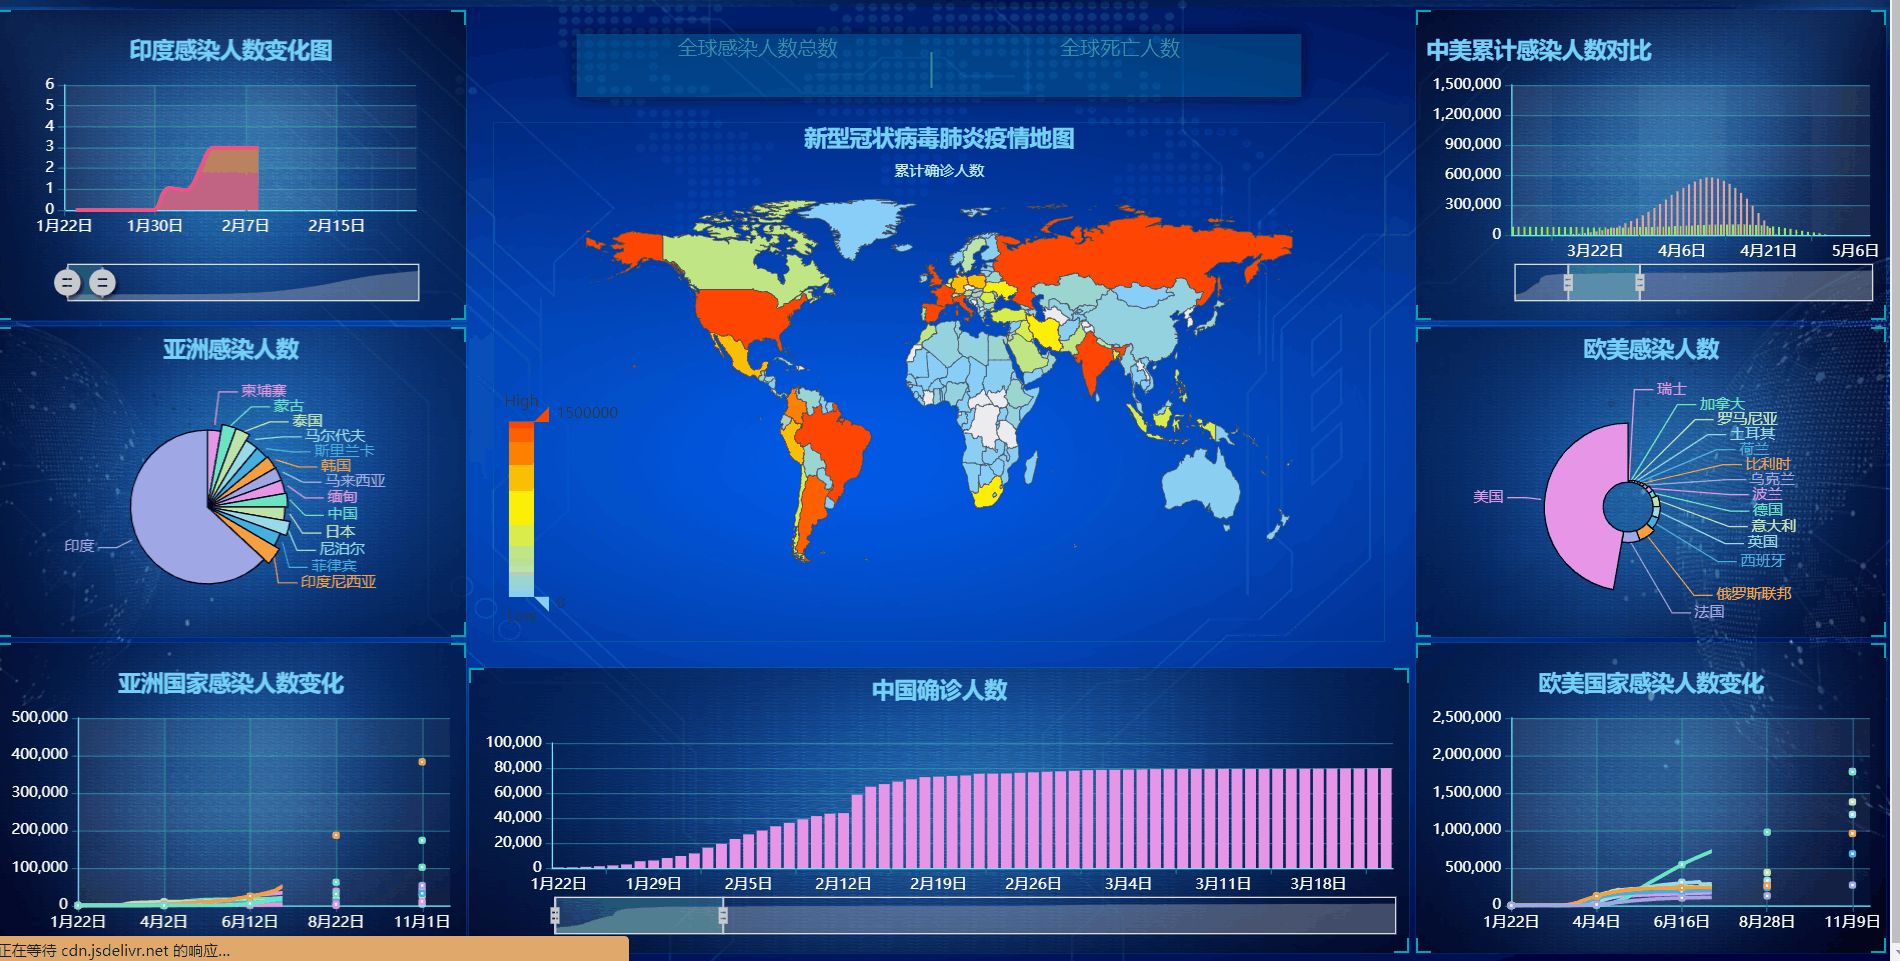 印度感染人数变化图
6
5
4
3
2
1
0
1月22日 1月30日 2月7日 2月15日
亚洲感染人数
柬埔寨
蒙古
泰国
马尔代夫
斯里兰卡
韩国
马来西亚
缅甸
中国
日本
尼泊尔
菲律宾
印度尼西亚
印度
亚洲国家感染人数变化
500,000
400,000
300,000
200,000
100,000
0
1月22日 4月2日 6月12日 8月22日 11月1日
正在等待 cdn.jsdelivr.net 的响应...
全球感染人数总数 全球死亡人数
新型冠状病毒肺炎疫情地图
累计确诊人数
High
1500000
0
Low
中国确诊人数
100,000
80,000
60,000
40,000
20,000
0
1月22日 1月29日 2月5日 2月12日 2月19日 2月26日 3月4日 3月11日 3月18日
中美累计感染人数对比
1,500,000
1,200,000
900,000
600,000
300,000
0
3月22日 4月6日 4月21日 5月6日
欧美感染人数
瑞士
加拿大
罗马尼亚
土耳其
荷兰
比利时
乌克兰
波兰
德国
意大利
英国
西班牙
俄罗斯联邦
法国
美国
欧美国家感染人数变化
2,500,000
2,000,000
1,500,000
1,000,000
500,000
0
1月22日 4月4日 6月16日 8月28日 11月9日